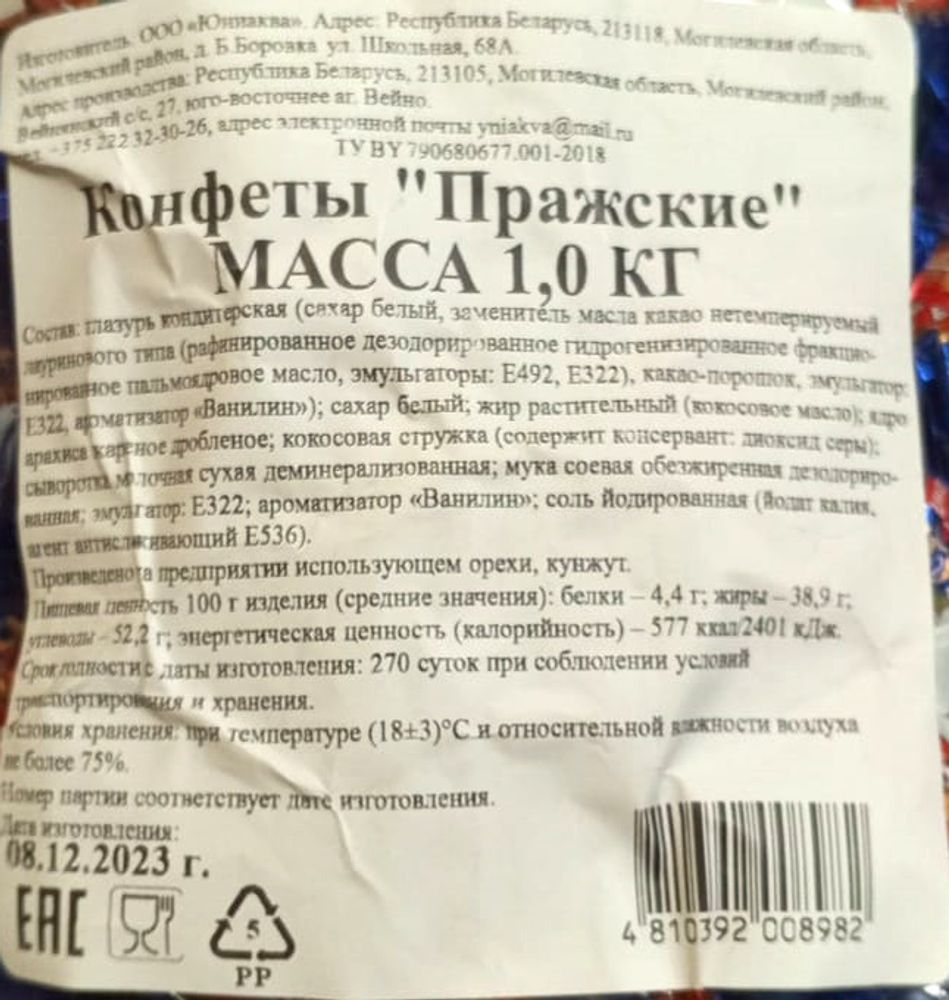 Изготовитель: ООО «Юниаква». Адрес: Республика Беларусь, 213118, Могилевская область,
Могилевский район, д. Б.Боровка ул. Школьная, 68А.
Адрес производства: Республика Беларусь, 213105, Могилевская область, Могилевский район,
Вейнянский с/с, 27, юго-восточнее аг. Вейно.
тел. +375 222 32-30-26, адрес электронной почты yniakva@mail.ru
ТУ BY 790680677.001-2018
Конфеты "Пражские"
МАССА 1,0 КГ
Состав: глазурь кондитерская (сахар белый, заменитель масла какао нетемперируемый
лауринового типа (рафинированное дезодорированное гидрогенизированное фракцио-
нированное пальмоядровое масло, эмульгаторы: Е492, Е322), какао-порошок, эмульгатор:
Е322, ароматизатор «Ванилин»); сахар белый; жир растительный (кокосовое масло); ядро
арахиса жареное дробленое; кокосовая стружка (содержит консервант: диоксид серы);
сыворотка молочная сухая деминерализованная; мука соевая обезжиренная дезодориро-
ванная; эмульгатор: Е322; ароматизатор «Ванилин»; соль йодированная (йодат калия,
агент антислеживающий Е536).
Произведено на предприятии использующем орехи, кунжут.
Пищевая ценность 100 г изделия (средние значения): белки – 4,4 г; жиры – 38,9 г;
углеводы – 52,2 г; энергетическая ценность (калорийность) – 577 ккал/2401 кДж.
Срок годности с даты изготовления: 270 суток при соблюдении условий
транспортирования и хранения.
Условия хранения: при температуре (18±3)°С и относительной влажности воздуха
не более 75%.
Номер партии соответствует дате изготовления.
Дата изготовления:
08.12.2023 г.
ЕАС
5
PP
4 810392 008982